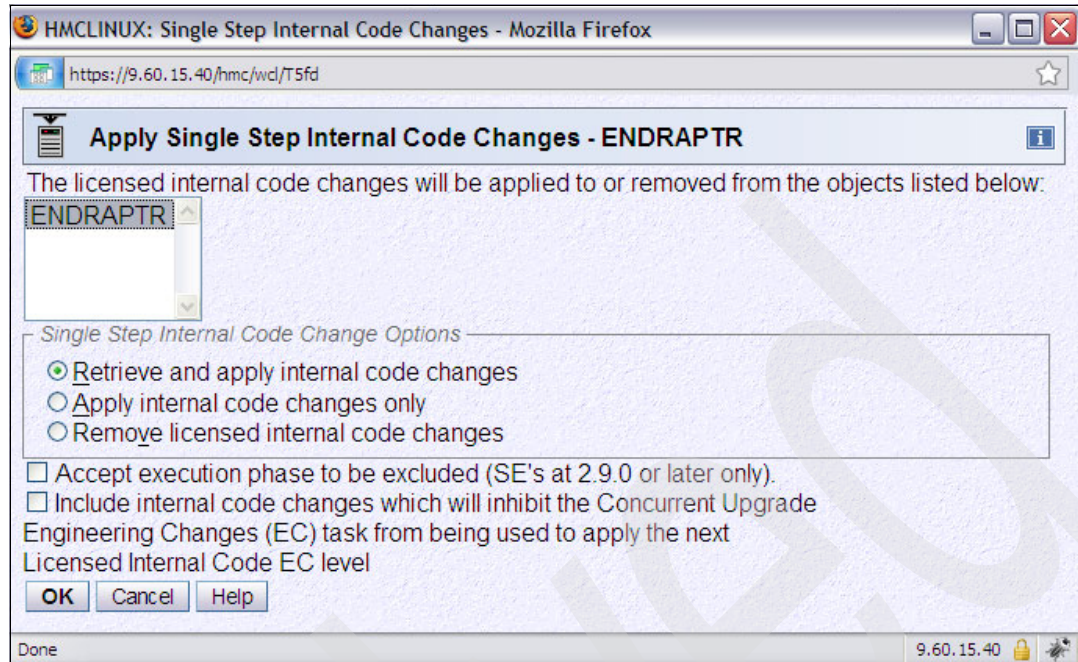 HMCLINUX: Single Step Internal Code Changes - Mozilla Firefox
https://9.60.15.40/hmc/wcl/T5fd
Apply Single Step Internal Code Changes - ENDRAPTR
The licensed internal code changes will be applied to or removed from the objects listed below:
ENDRAPTR
Single Step Internal Code Change Options
Retrieve and apply internal code changes
Apply internal code changes only
Remove licensed internal code changes
Accept execution phase to be excluded (SE's at 2.9.0 or later only).
Include internal code changes which will inhibit the Concurrent Upgrade
Engineering Changes (EC) task from being used to apply the next
Licensed Internal Code EC level
OK Cancel Help
Done 9.60.15.40